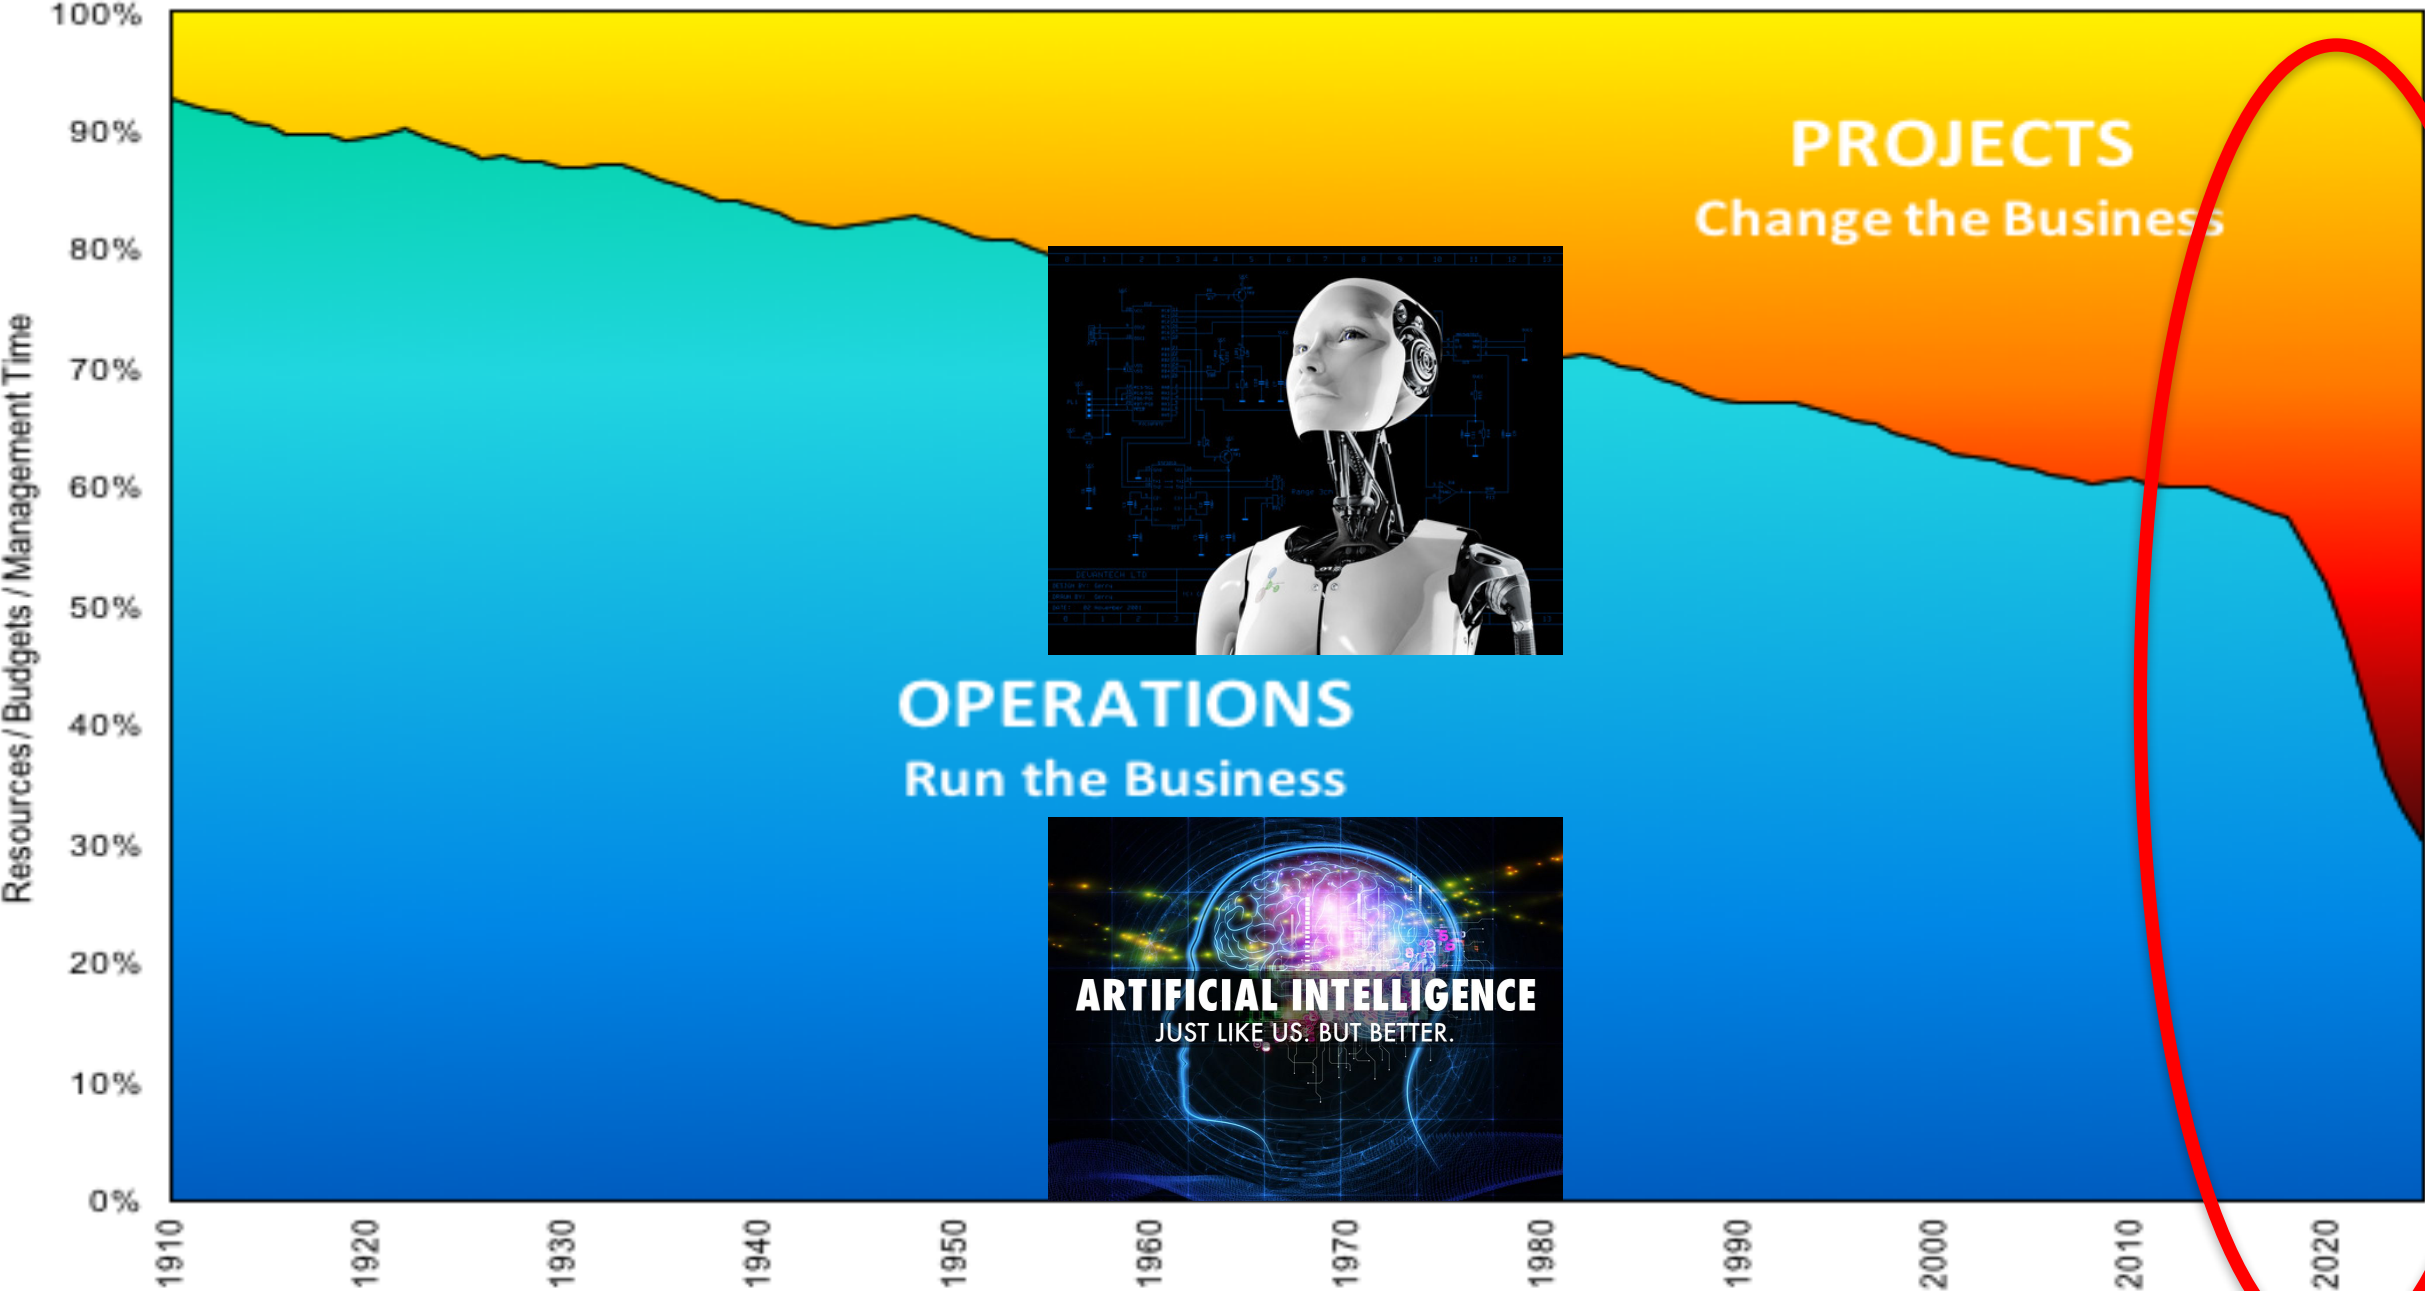 100%
90%
80%
70%
60%
50%
40%
30%
20%
10%
0%
Resources/ Budgets / Management Time
PROJECTS
Change the Business
DEVANTECH LTD
OPERATIONS
Run the Business
ARTIFICIAL INTELLIGENCE
JUST LIKE US. BUT BETTER.
1910
1920
1930
1940
1950
1960
1970
1980
1990
2000
2010
2020